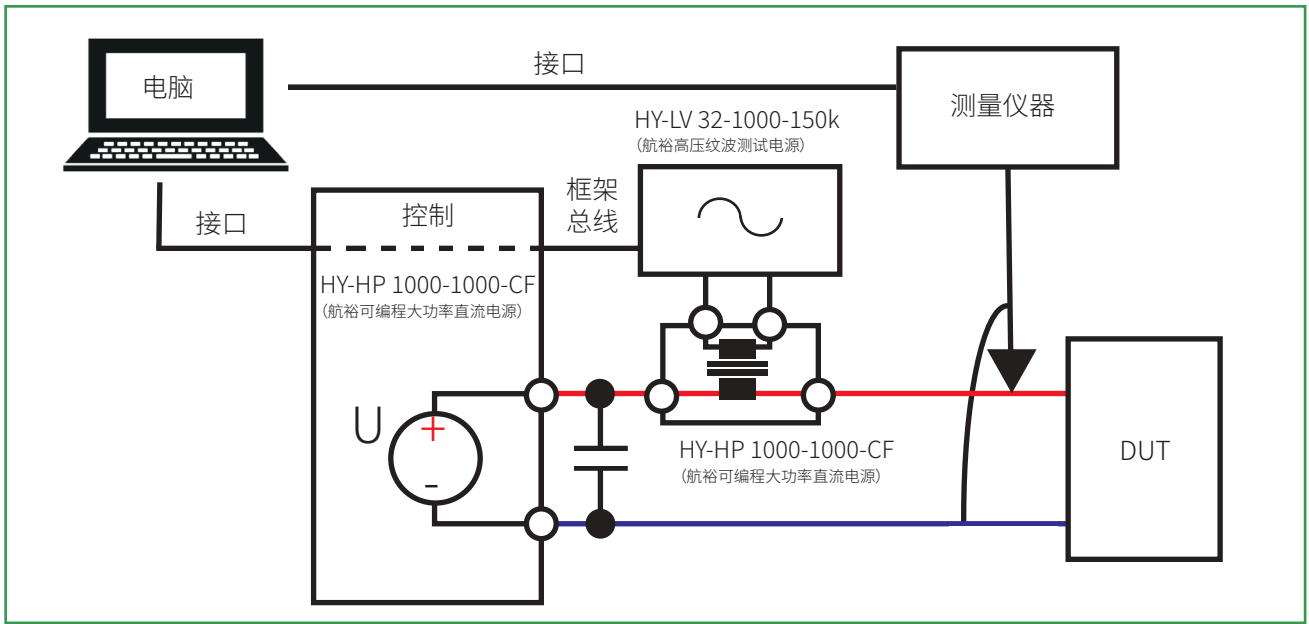 电脑
接口
测量仪器
HY-LV 32-1000-150k
（航裕高压纹波测试电源）
接口
控制
框架
总线
HY-HP 1000-1000-CF
（航裕可编程大功率直流电源）
U
+
-
HY-HP 1000-1000-CF
（航裕可编程大功率直流电源）
DUT